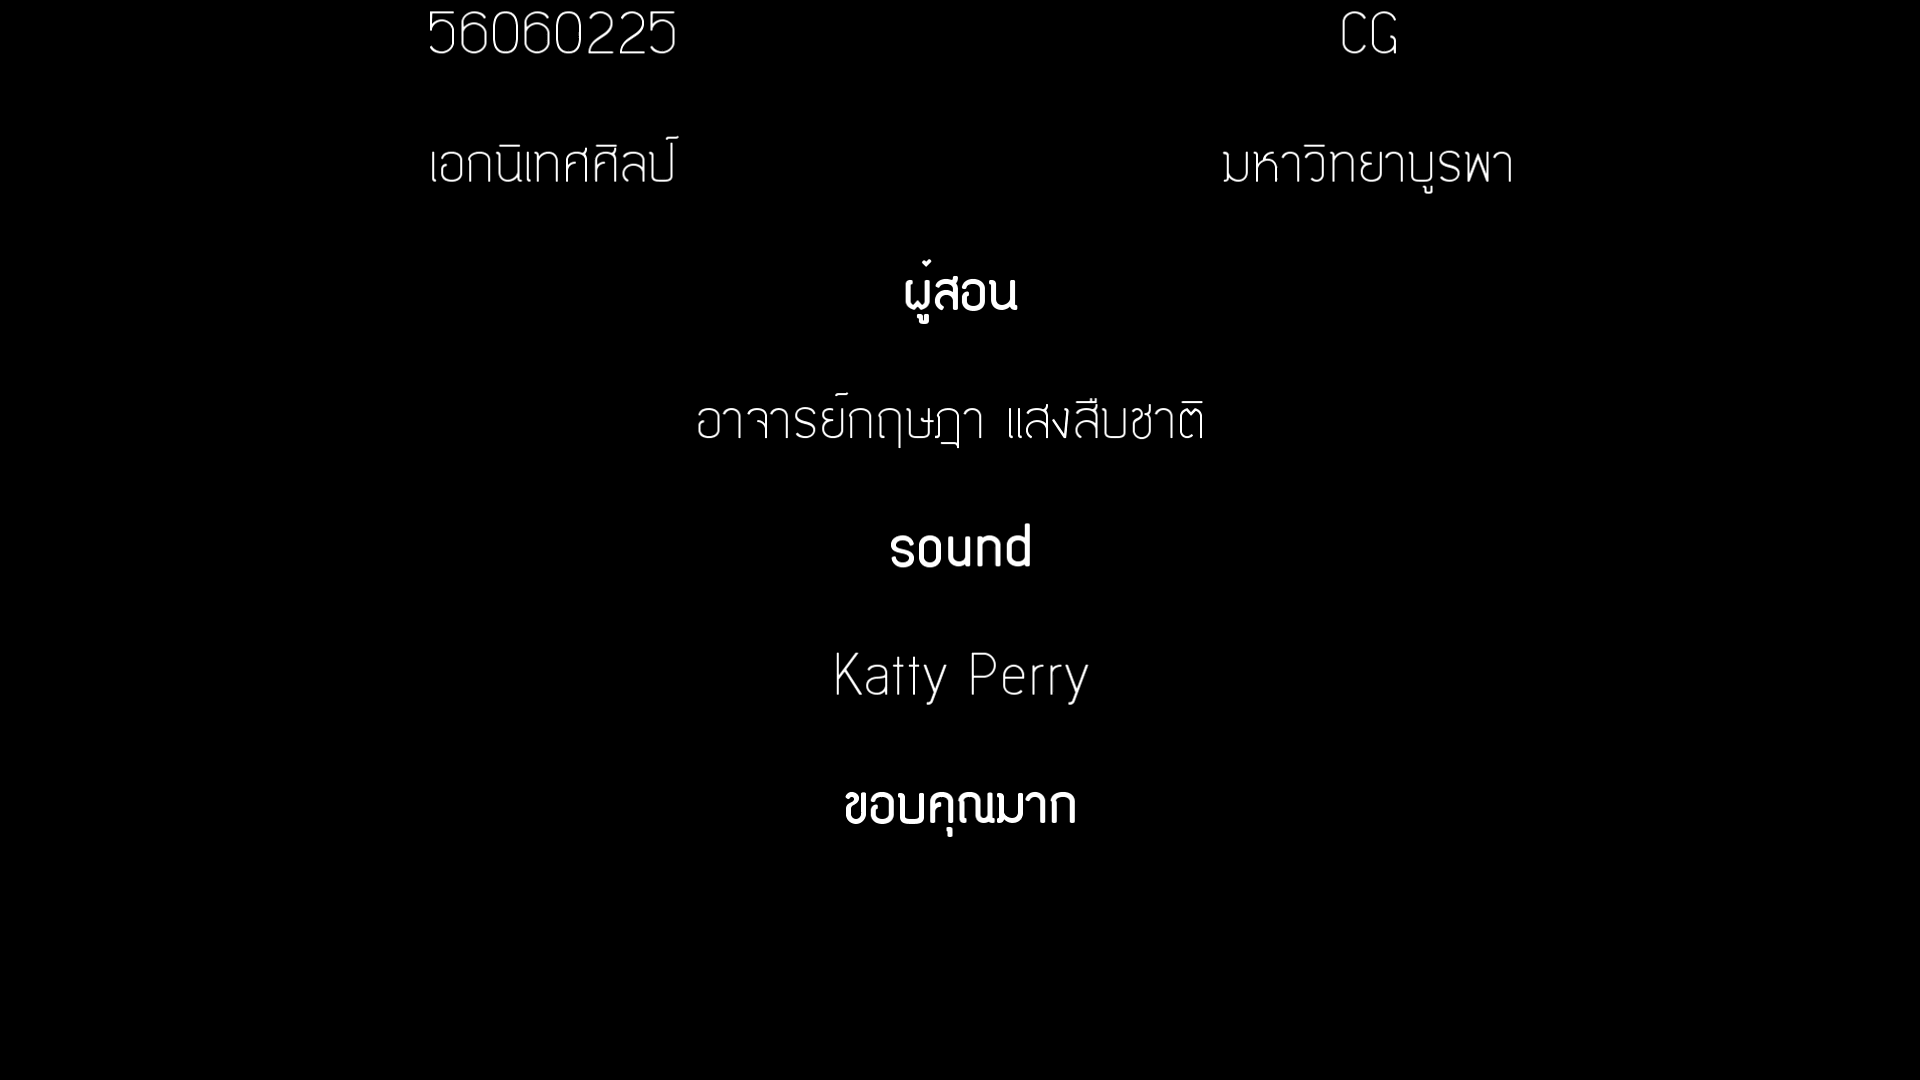 56060225 CG
เอกนิเทศศิลป์ มหาวิทยาบูรพา
ผู้สอน
อาจารย์กฤษฎา แสงสืบชาติ
sound
Katty Perry
ขอบคุณมาก